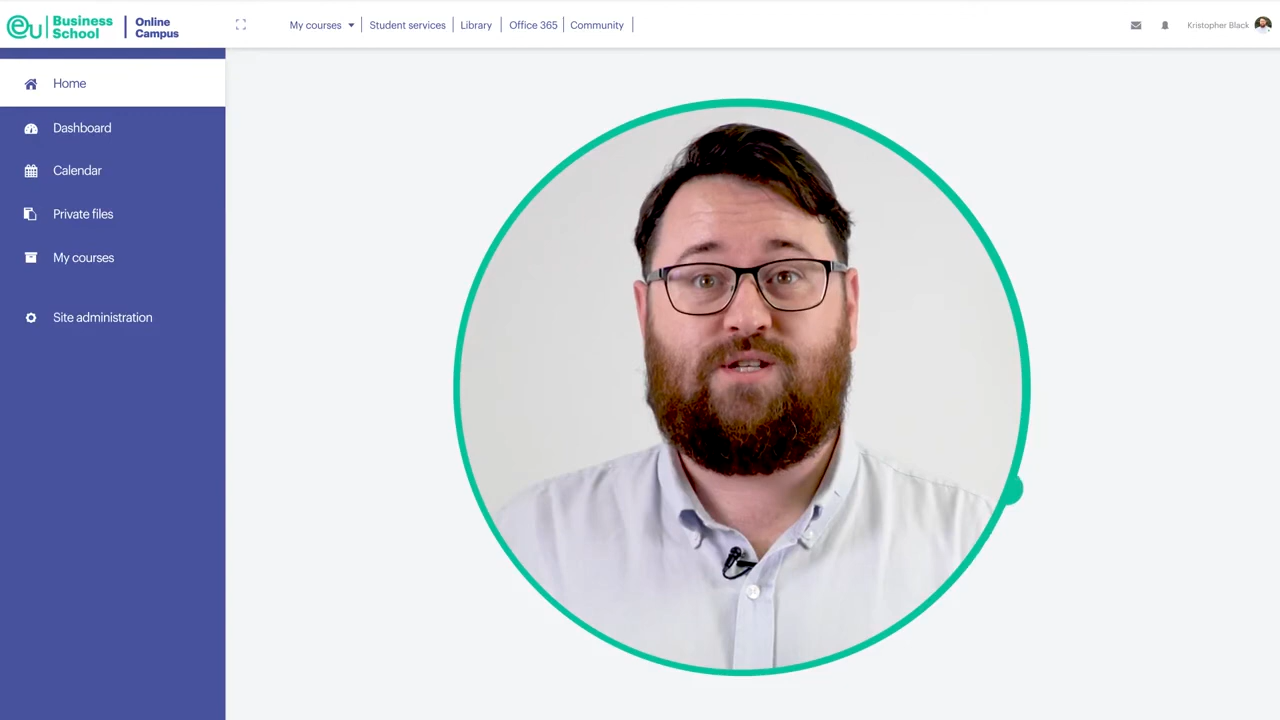 eu Business School
Online Campus
My courses
Student services
Library
Office 365
Community
Kristopher Black
Home
Dashboard
Calendar
Private files
My courses
Site administration